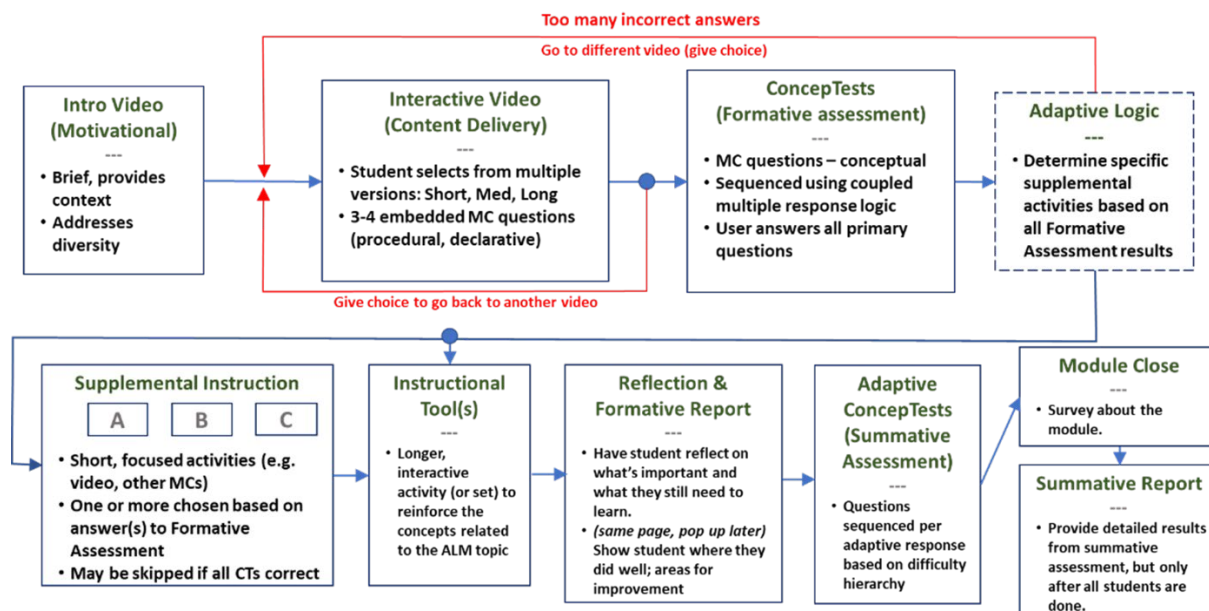 Too many incorrect answers
Go to different video (give choice)
Intro Video
(Motivational)
---
• Brief, provides
context
• Addresses
diversity
Interactive Video
(Content Delivery)
---
• Student selects from multiple
versions: Short, Med, Long
• 3-4 embedded MC questions
(procedural, declarative)
ConcepTests
(Formative assessment)
---
• MC questions – conceptual
• Sequenced using coupled
multiple response logic
• User answers all primary
questions
Adaptive Logic
---
• Determine specific
supplemental
activities based on
all Formative
Assessment results
Give choice to go back to another video
Supplemental Instruction
A B C
• Short, focused activities (e.g.
video, other MCs)
• One or more chosen based on
answer(s) to Formative
Assessment
• May be skipped if all CTs correct
Instructional
Tool(s)
---
• Longer,
interactive
activity (or set) to
reinforce the
concepts related
to the ALM topic
Reflection &
Formative Report
---
• Have student reflect on
what's important and
what they still need to
learn.
• (same page, pop up later)
Show student where they
did well; areas for
improvement
Adaptive
ConcepTests
(Summative
Assessment)
---
• Questions
sequenced per
adaptive response
based on difficulty
hierarchy
Module Close
---
• Survey about the
module.
Summative Report
---
• Provide detailed results
from summative
assessment, but only
after all students are
done.